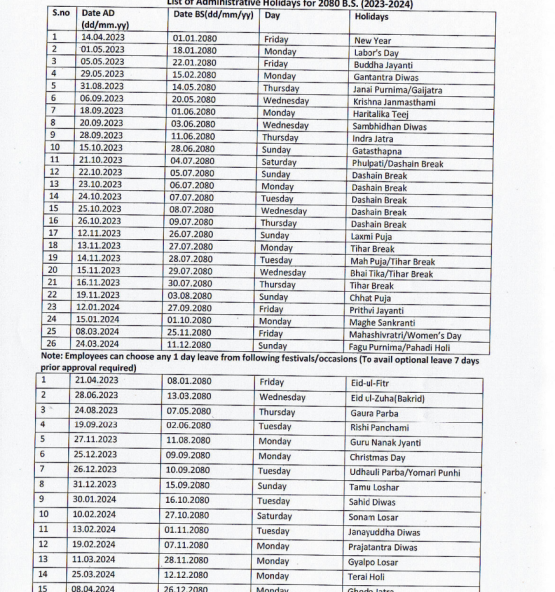 List of Administrative Holidays for 2080 B.S. (2023-2024)
S.no Date AD (dd/mm.yy) Date BS(dd/mm/yy) Day Holidays
1 14.04.2023 01.01.2080 Friday New Year
2 01.05.2023 18.01.2080 Monday Labor's Day
3 05.05.2023 22.01.2080 Friday Buddha Jayanti
4 29.05.2023 15.02.2080 Monday Gantantra Diwas
5 31.08.2023 14.05.2080 Thursday Janai Purnima/Gaijatra
6 06.09.2023 20.05.2080 Wednesday Krishna Janmasthami
7 18.09.2023 01.06.2080 Monday Haritalika Teej
8 20.09.2023 03.06.2080 Wednesday Sambhidhan Diwas
9 28.09.2023 11.06.2080 Thursday Indra Jatra
10 15.10.2023 28.06.2080 Sunday Gatasthapna
11 21.10.2023 04.07.2080 Saturday Phulpati/Dashain Break
12 22.10.2023 05.07.2080 Sunday Dashain Break
13 23.10.2023 06.07.2080 Monday Dashain Break
14 24.10.2023 07.07.2080 Tuesday Dashain Break
15 25.10.2023 08.07.2080 Wednesday Dashain Break
16 26.10.2023 09.07.2080 Thursday Dashain Break
17 12.11.2023 26.07.2080 Sunday Laxmi Puja
18 13.11.2023 27.07.2080 Monday Tihar Break
19 14.11.2023 28.07.2080 Tuesday Mah Puja/Tihar Break
20 15.11.2023 29.07.2080 Wednesday Bhai Tika/Tihar Break
21 16.11.2023 30.07.2080 Thursday Tihar Break
22 19.11.2023 03.08.2080 Sunday Chhat Puja
23 12.01.2024 27.09.2080 Friday Prithvi Jayanti
24 15.01.2024 01.10.2080 Monday Maghe Sankranti
25 08.03.2024 25.11.2080 Friday Mahashivratri/Women's Day
26 24.03.2024 11.12.2080 Sunday Fagu Purnima/Pahadi Holi
Note: Employees can choose any 1 day leave from following festivals/occasions (To avail optional leave 7 days
prior approval required)
1 21.04.2023 08.01.2080 Friday Eid-ul-Fitr
2 28.06.2023 13.03.2080 Wednesday Eid ul-Zuha(Bakrid)
3 24.08.2023 07.05.2080 Thursday Gaura Parba
4 19.09.2023 02.06.2080 Tuesday Rishi Panchami
5 27.11.2023 11.08.2080 Monday Guru Nanak Jyanti
6 25.12.2023 09.09.2080 Monday Christmas Day
7 26.12.2023 10.09.2080 Tuesday Udhauli Parba/Yomari Punhi
8 31.12.2023 15.09.2080 Sunday Tamu Loshar
9 30.01.2024 16.10.2080 Tuesday Sahid Diwas
10 10.02.2024 27.10.2080 Saturday Sonam Losar
11 13.02.2024 01.11.2080 Tuesday Janayuddha Diwas
12 19.02.2024 07.11.2080 Monday Prajatantra Diwas
13 11.03.2024 28.11.2080 Monday Gyalpo Losar
14 25.03.2024 12.12.2080 Monday Terai Holi
15 08.04.2024 26.12.2080 Monday Ghode Jatra